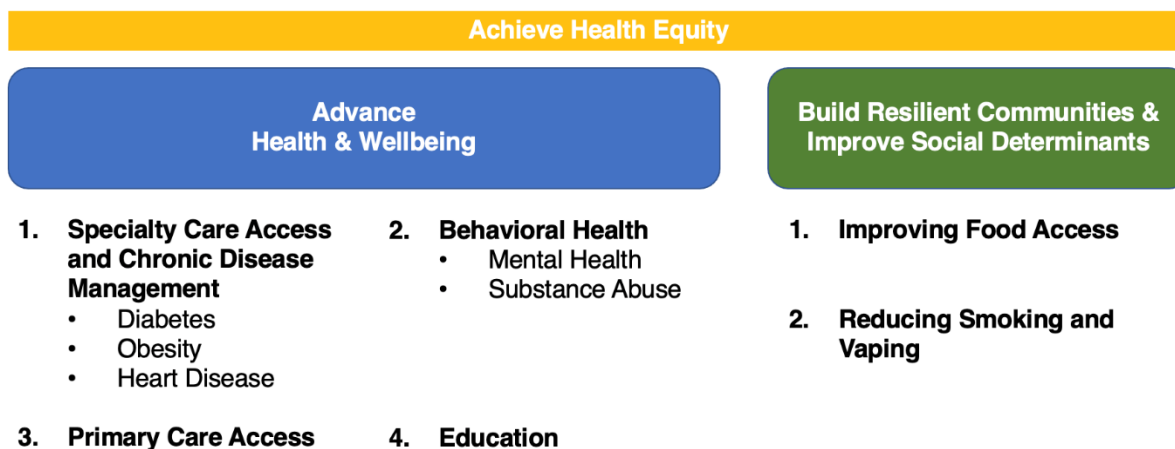 Achieve Health Equity
Advance
Health & Wellbeing
Build Resilient Communities &
Improve Social Determinants
1. Specialty Care Access
and Chronic Disease
Management
• Diabetes
• Obesity
• Heart Disease
2. Behavioral Health
• Mental Health
• Substance Abuse
3. Primary Care Access
4. Education
1. Improving Food Access
2. Reducing Smoking and
Vaping